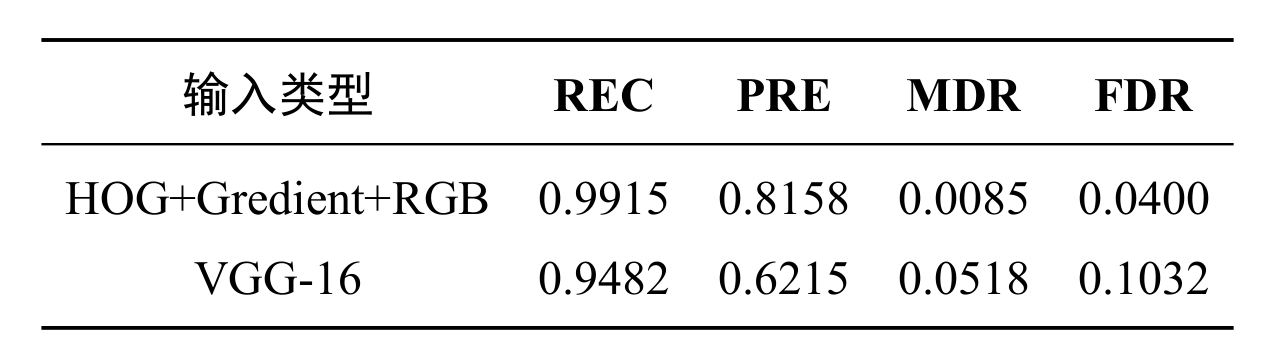 输入类型 REC PRE MDR FDR
HOG+Gredient+RGB 0.9915 0.8158 0.0085 0.0400
VGG-16 0.9482 0.6215 0.0518 0.1032